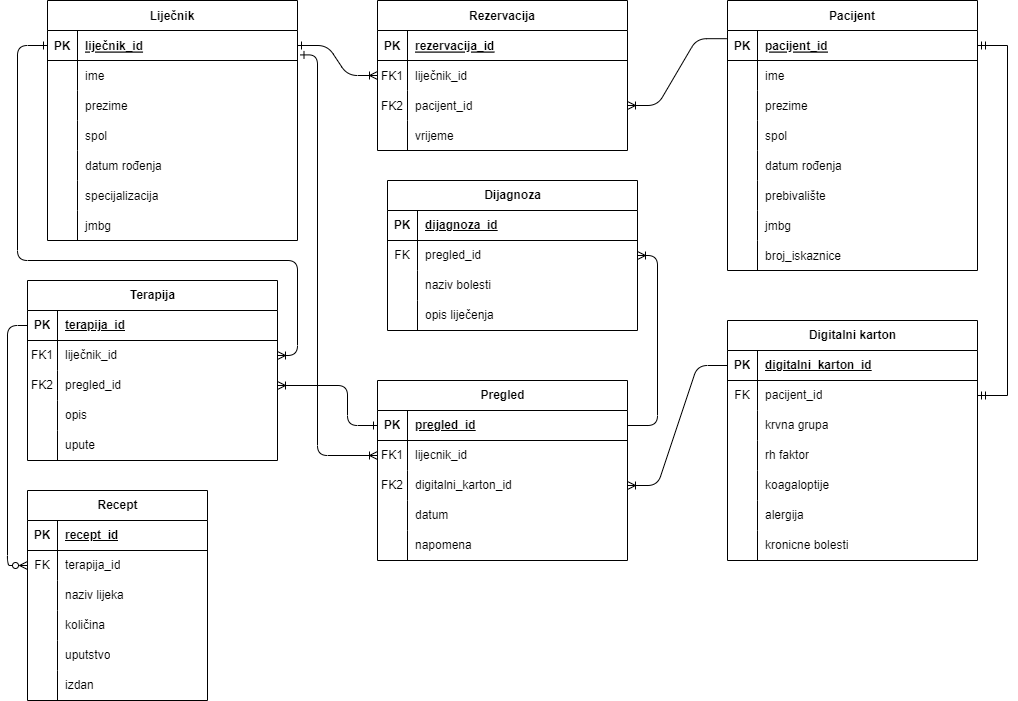 Liječnik
PK liječnik_id
ime
prezime
spol
datum rođenja
specijalizacija
jmbg
Rezervacija
PK rezervacija_id
FK1 liječnik_id
FK2 pacijent_id
vrijeme
Pacijent
PK pacijent_id
ime
prezime
spol
datum rođenja
prebivalište
jmbg
broj_iskaznice
Dijagnoza
PK dijagnoza_id
FK pregled_id
naziv bolesti
opis liječenja
Terapija
PK terapija_id
FK1 liječnik_id
FK2 pregled_id
opis
upute
Pregled
PK pregled_id
FK1 lijecnik_id
FK2 digitalni_karton_id
datum
napomena
Digitalni karton
PK digitalni_karton_id
FK pacijent_id
krvna grupa
rh faktor
koagaloptije
alergija
kronicne bolesti
Recept
PK recept_id
FK terapija_id
naziv lijeka
količina
uputstvo
izdan